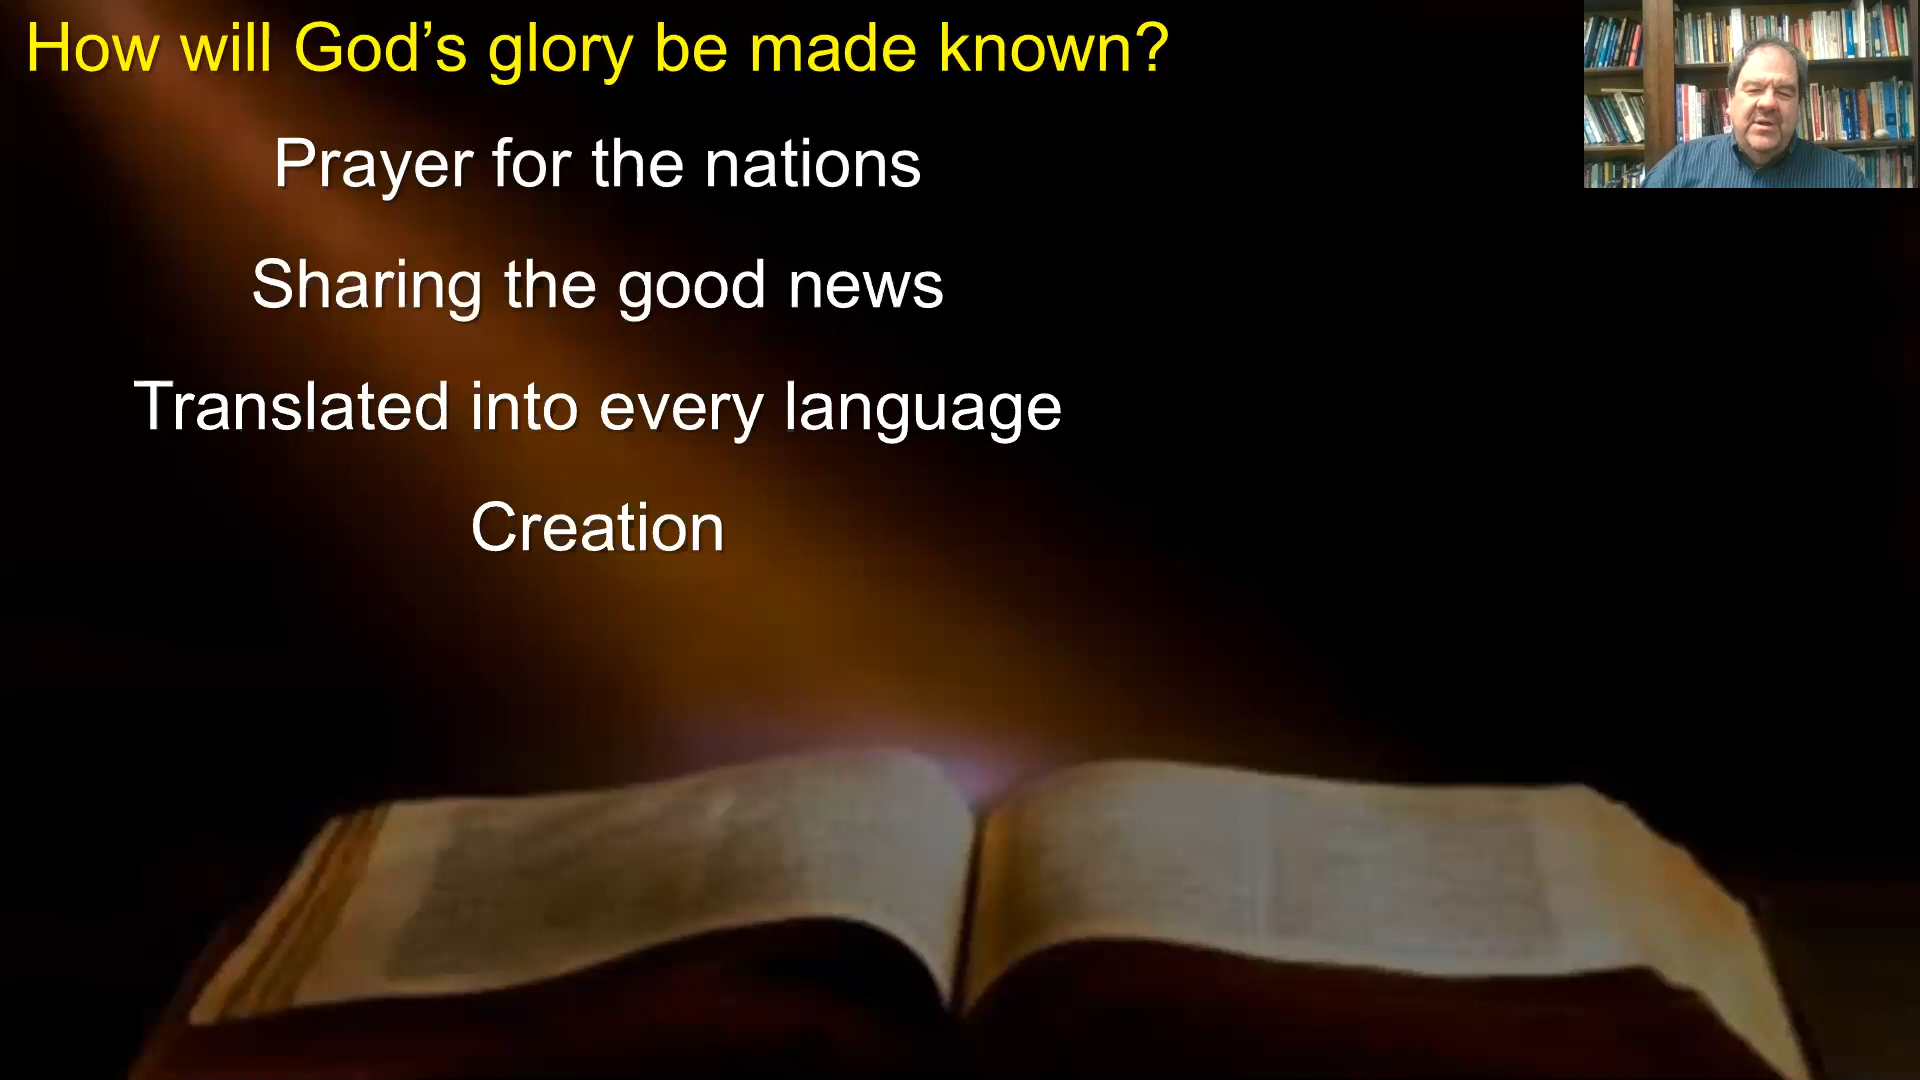 How will God’s glory be made known?
Prayer for the nations
Sharing the good news
Translated into every language
Creation